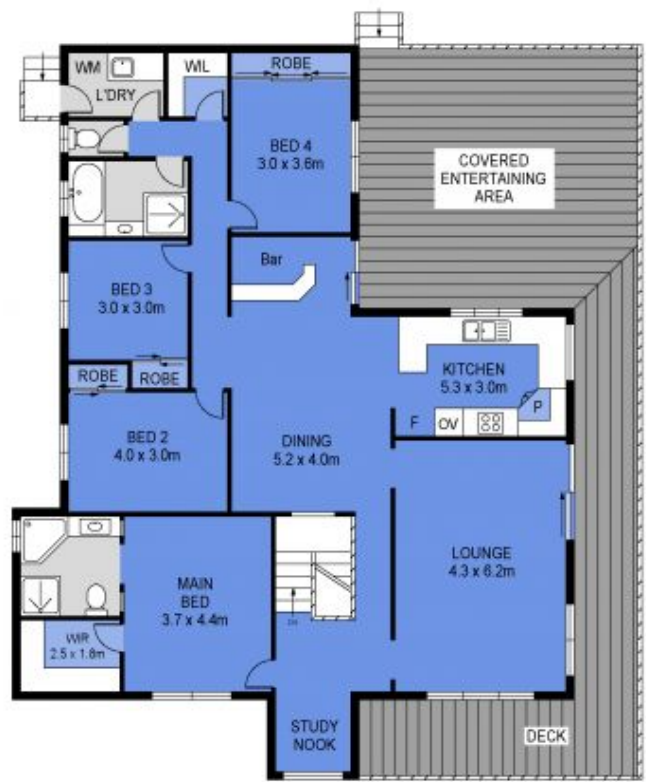 WM
L'DRY
WIL
ROBE
BED 4
3.0 x 3.6m
COVERED
ENTERTAINING
AREA
Bar
BED 3
3.0 x 3.0m
ROBE
ROBE
KITCHEN
5.3 x 3.0m
P
F
OV
BED 2
4.0 x 3.0m
DINING
5.2 x 4.0m
LOUNGE
4.3 x 6.2m
MAIN
BED
3.7 x 4.4m
WIR
2.5 x 1.8m
STUDY
NOOK
DECK